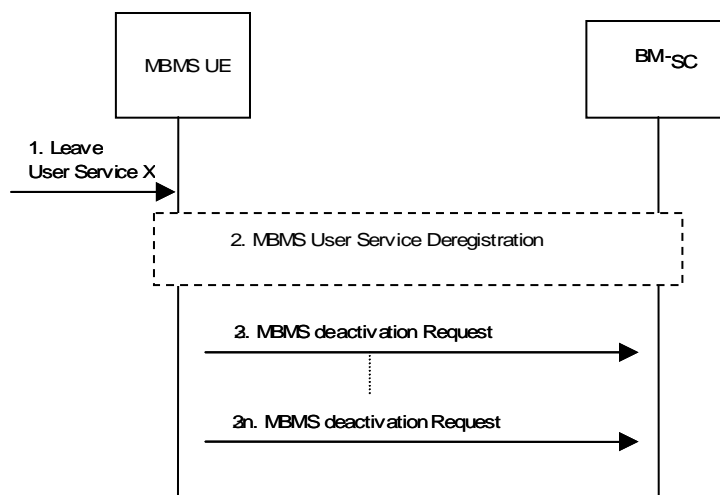 MBMS UE
BM-SC
1. Leave
User Service X
2. MBMS User Service Deregistration
3. MBMS deactivation Request
3n. MBMS deactivation Request